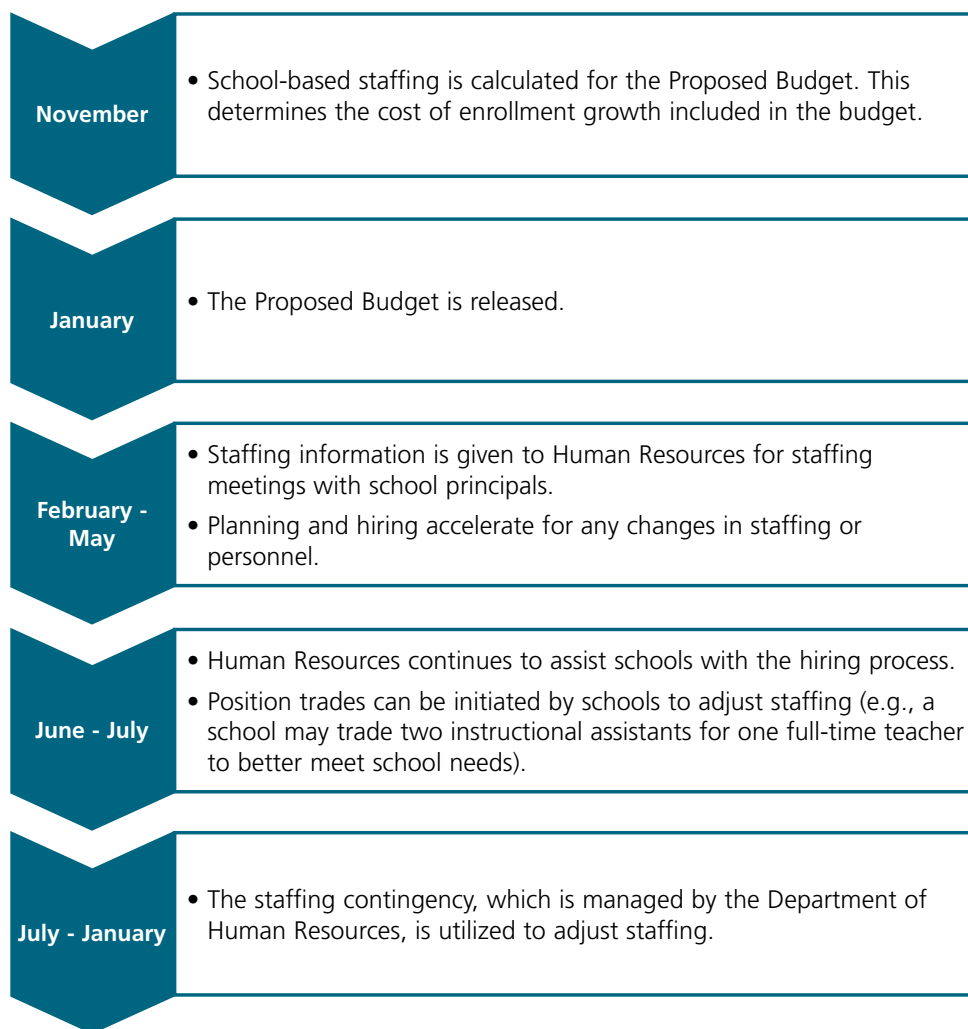 November
• School-based staffing is calculated for the Proposed Budget. This
determines the cost of enrollment growth included in the budget.
January
• The Proposed Budget is released.
February -
May
• Staffing information is given to Human Resources for staffing
meetings with school principals.
• Planning and hiring accelerate for any changes in staffing or
personnel.
June - July
• Human Resources continues to assist schools with the hiring process.
• Position trades can be initiated by schools to adjust staffing (e.g., a
school may trade two instructional assistants for one full-time teacher
to better meet school needs).
July - January
• The staffing contingency, which is managed by the Department of
Human Resources, is utilized to adjust staffing.